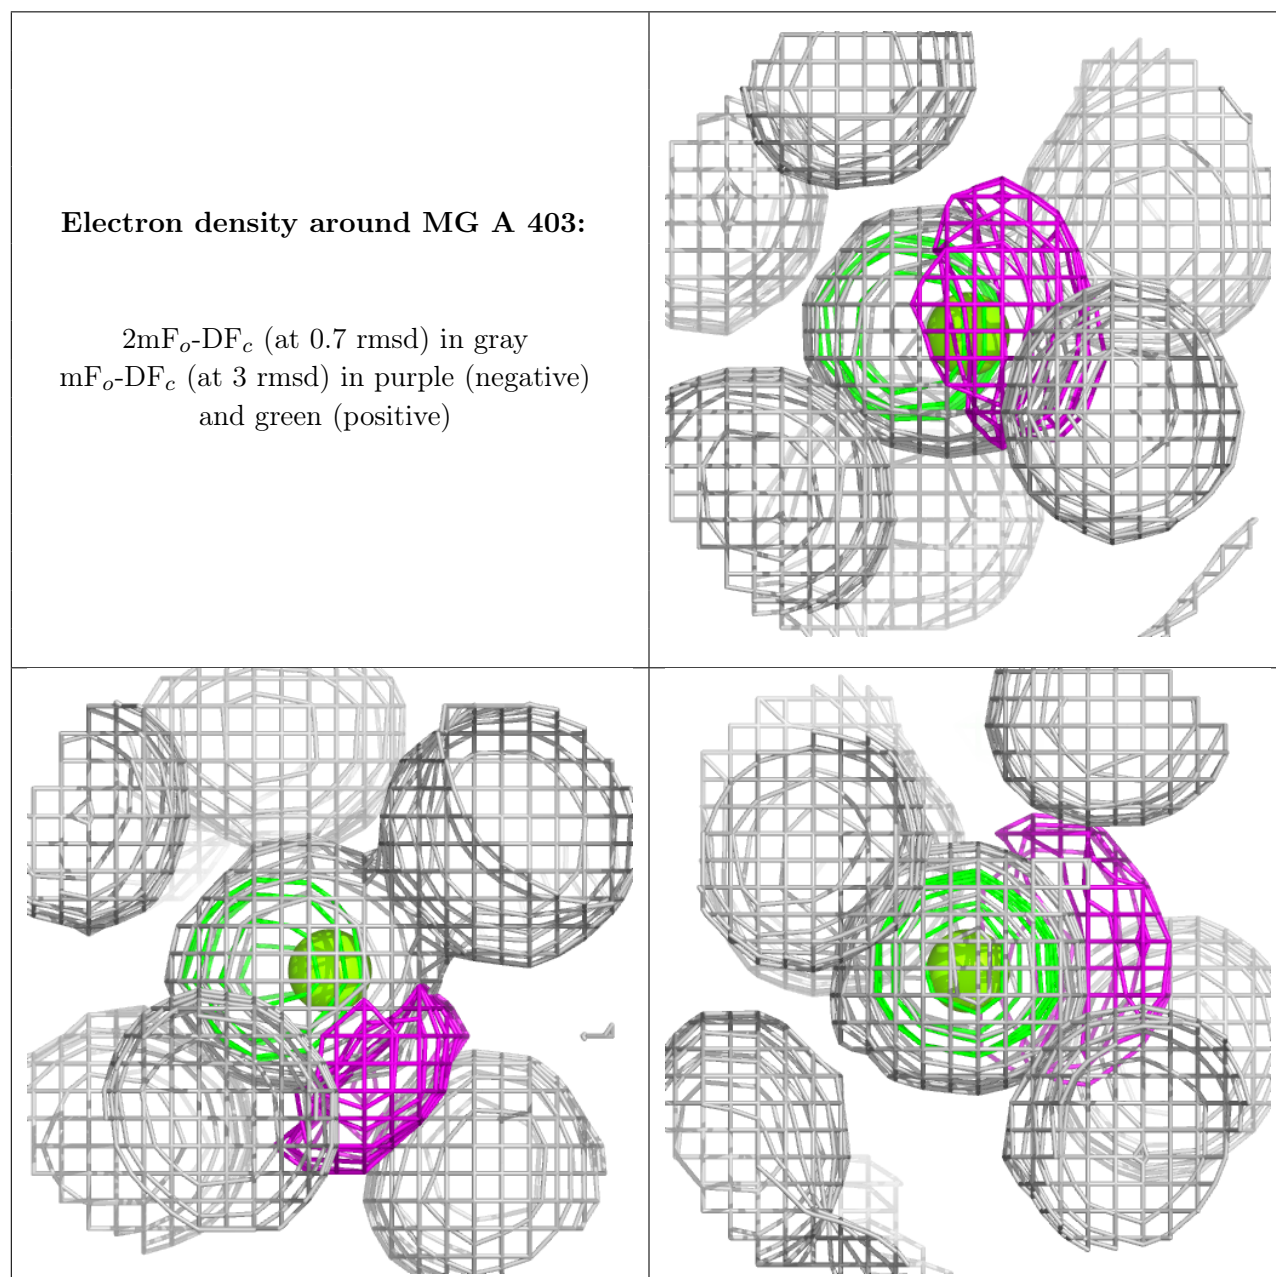 Electron density around MG A 403:
2mFₒ-DF𝒸 (at 0.7 rmsd) in gray
mFₒ-DF𝒸 (at 3 rmsd) in purple (negative)
and green (positive)